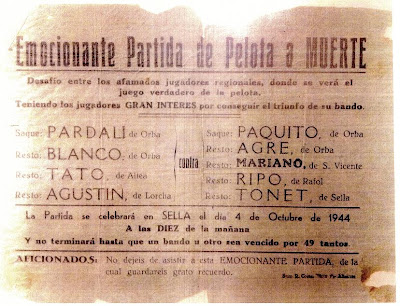 Emocionante Partida de Pelota a MUERTE
Desafío entre los afamados jugadores regionales, donde se verá el
juego verdadero de la pelota.
Teniendo los jugadores GRAN INTERES por conseguir el triunfo de su bando.
Saque: PARDALI de Orba
Resto: BLANCO, de Orba
Resto: TATO, de Altea
Resto: AGUSTIN, de Lorcha
contra
Saque: PAQUITO, de Orba
Resto: AGRE, de Orba
Resto: MARIANO, de S. Vicente
Resto: RIPO, de Rafol
Resto: TONET, de Sella
La Partida se celebrará en SELLA el día 4 de Octubre de 1944
A las DIEZ de la mañana
Y no terminará hasta que un bando u otro sea vencido por 49 tantos.
AFICIONADOS: No dejeis de asistir a esta EMOCIONANTE PARTIDA, de la
cual guardareis grato recuerdo.